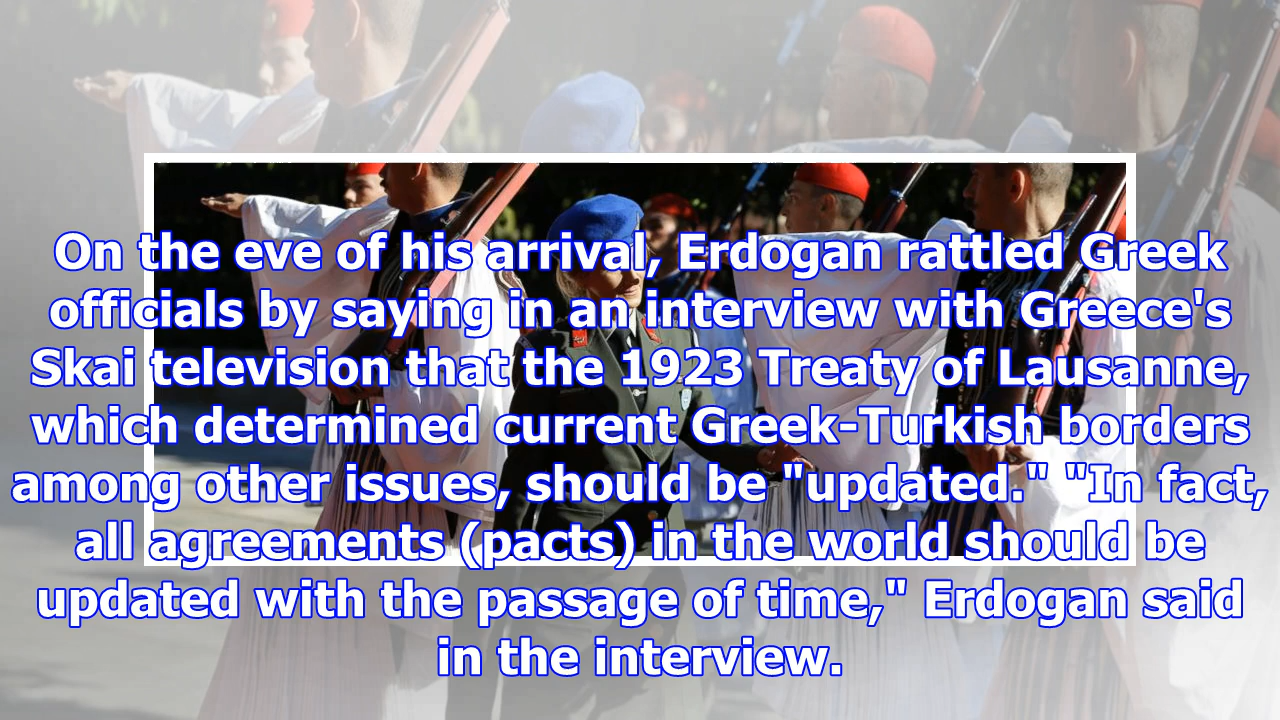 On the eve of his arrival, Erdogan rattled Greek
officials by saying in an interview with Greece's
Skai television that the 1923 Treaty of Lausanne,
which determined current Greek-Turkish borders
among other issues, should be "updated." "In fact,
all agreements (pacts) in the world should be
updated with the passage of time," Erdogan said
in the interview.